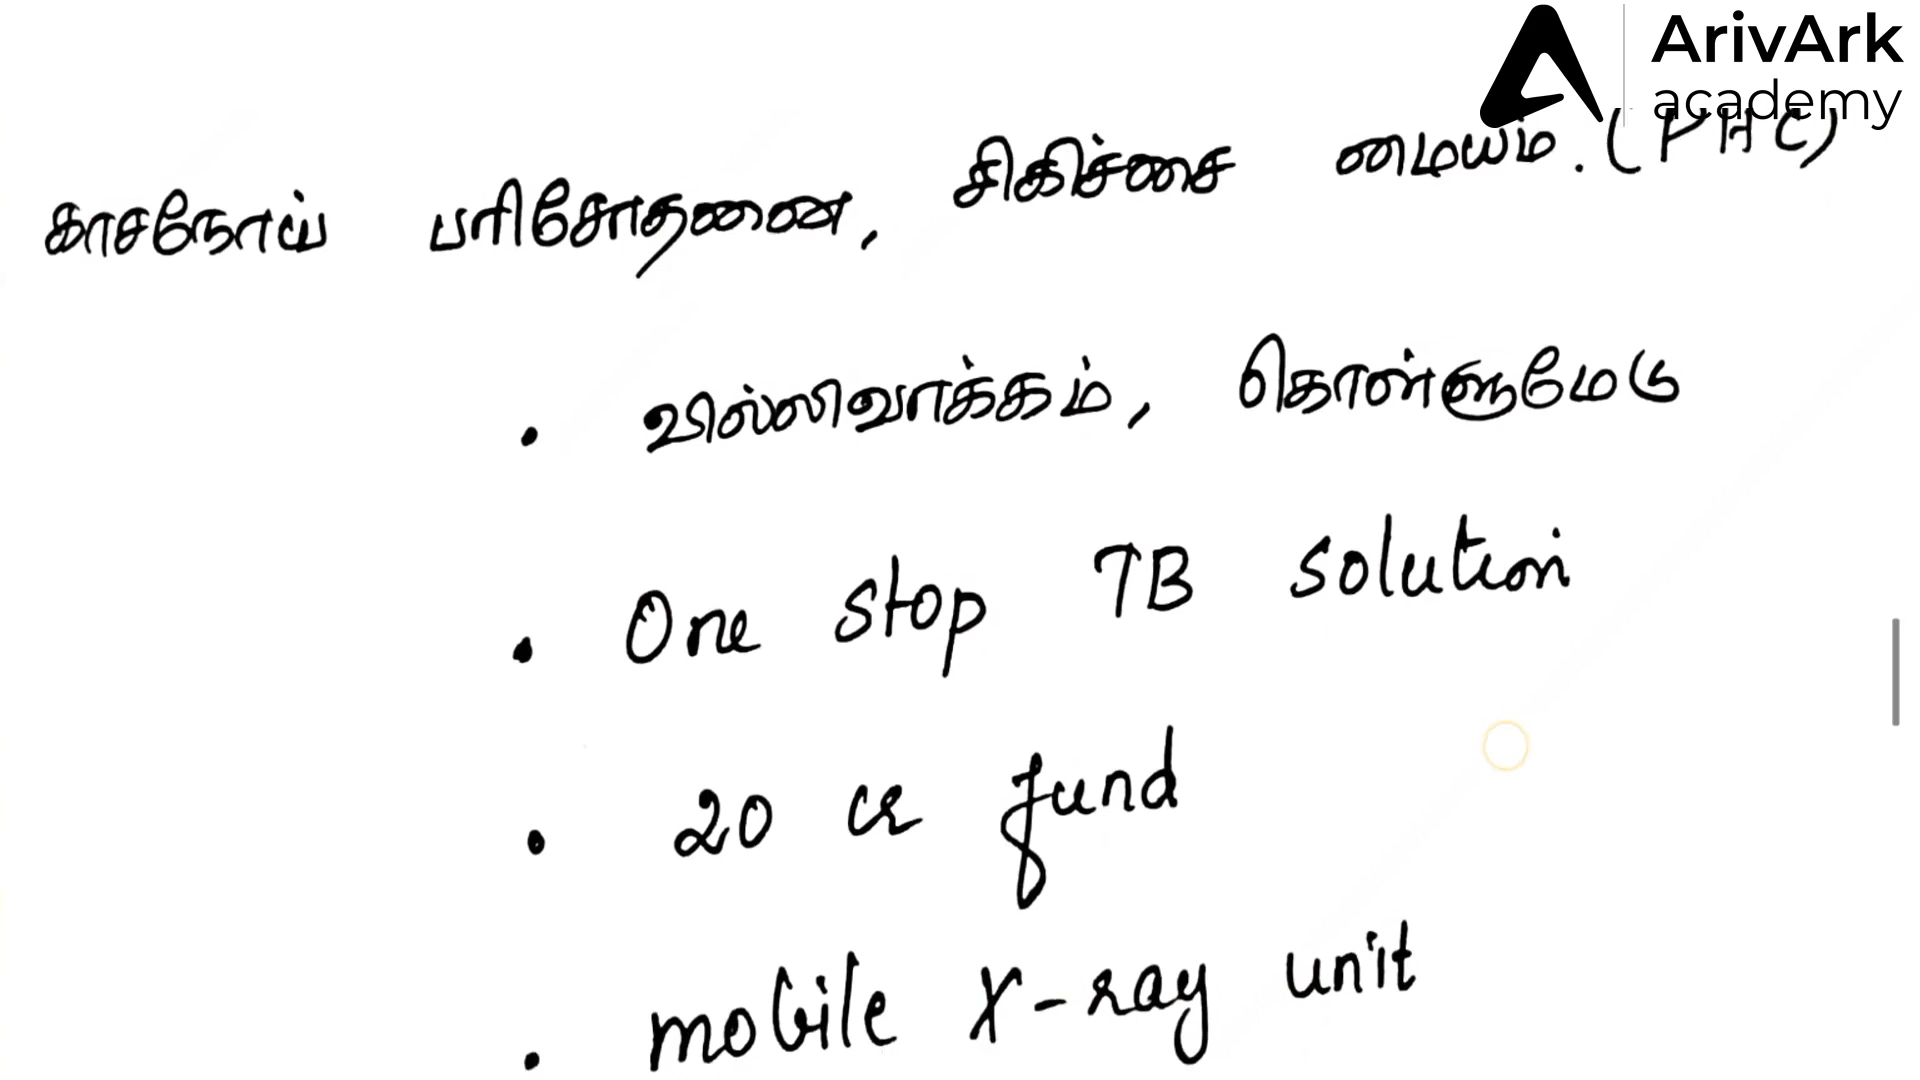 ArivArk
academy
காசநோய் பரிசோதனை, சிகிச்சை மையம். (PHC)
• வில்லிவாக்கம், கொள்ளுமேடு
• One stop TB solution
• 20 cr fund
• mobile X-ray unit